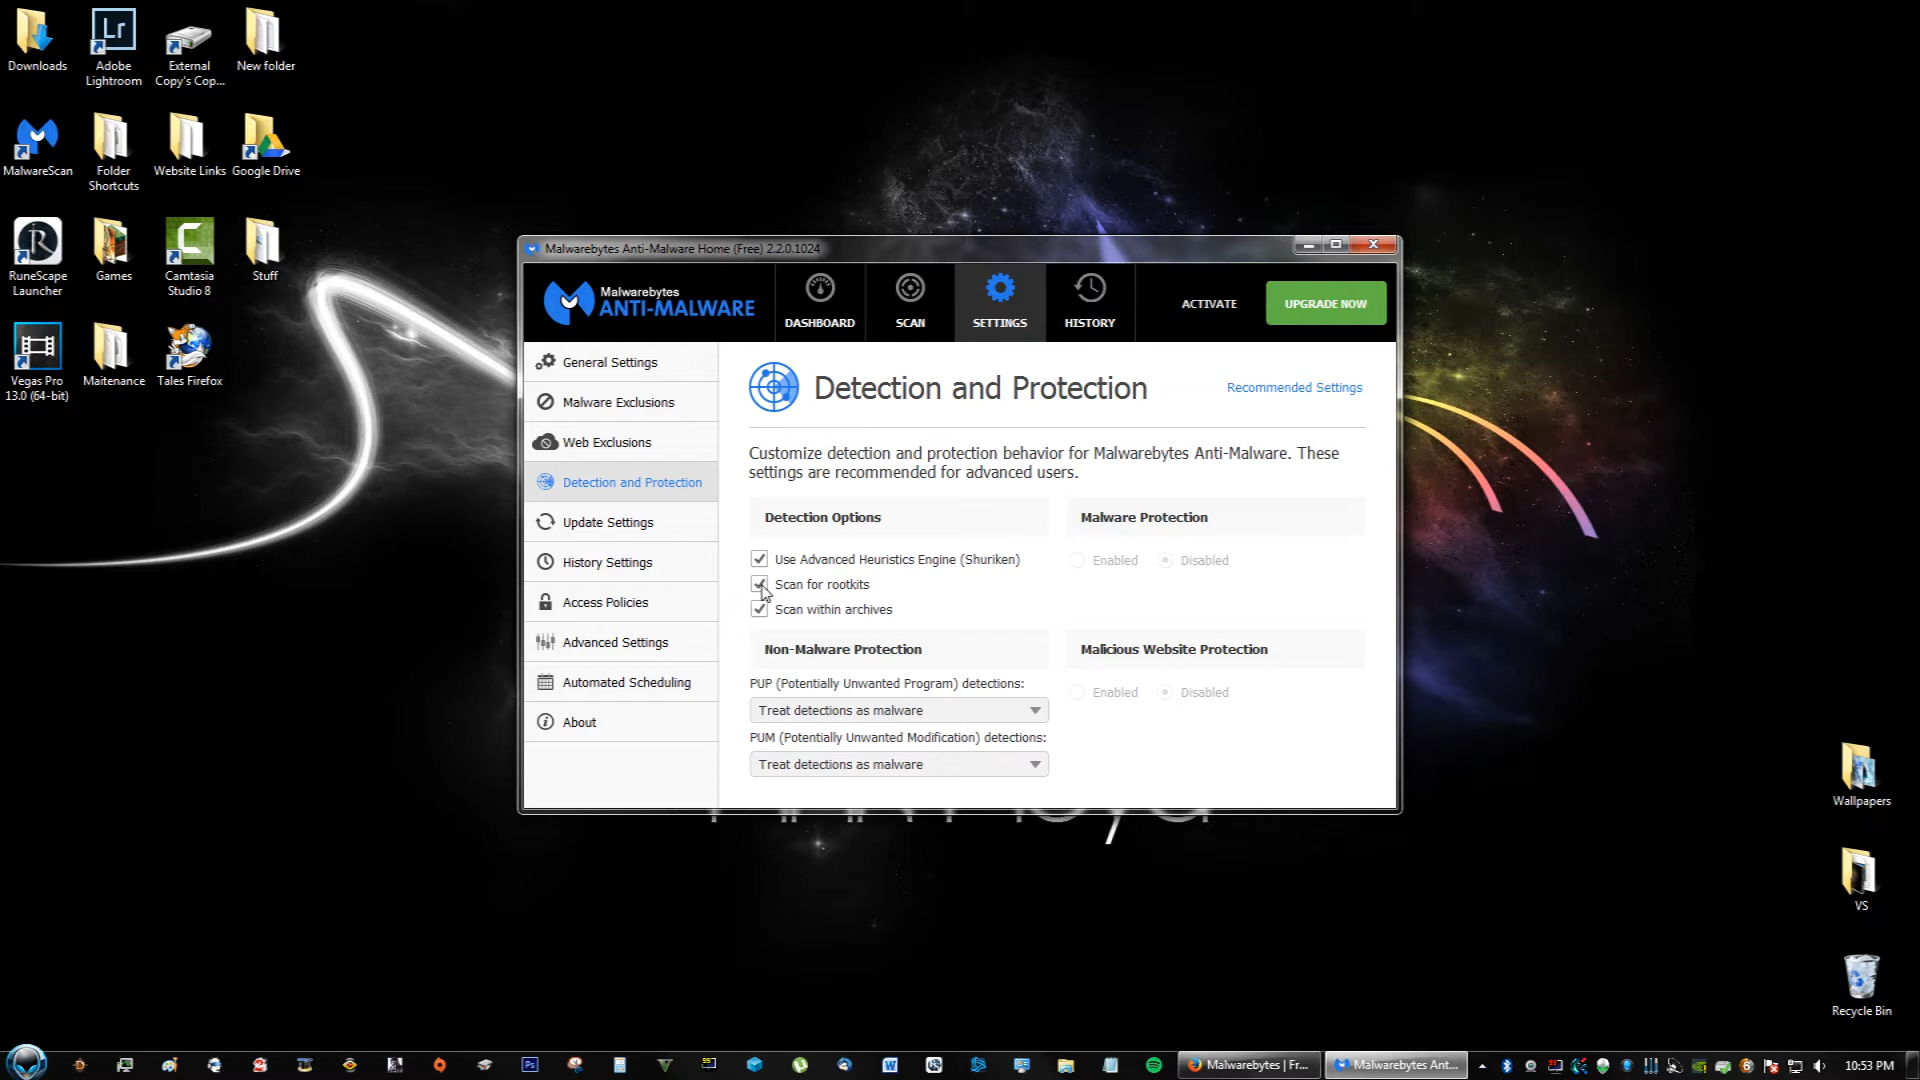 Downloads
Adobe
Lightroom
External
Copy's Cop...
New folder
MalwareScan
Folder
Shortcuts
Website Links
Google Drive
RuneScape
Launcher
Games
Camtasia
Studio 8
Stuff
Vegas Pro
13.0 (64-bit)
Maitenance
Tales Firefox
Malwarebytes Anti-Malware Home (Free) 2.2.0.1024
Malwarebytes
ANTI-MALWARE
DASHBOARD
SCAN
SETTINGS
HISTORY
ACTIVATE
UPGRADE NOW
General Settings
Malware Exclusions
Web Exclusions
Detection and Protection
Update Settings
History Settings
Access Policies
Advanced Settings
Automated Scheduling
About
Detection and Protection
Recommended Settings
Customize detection and protection behavior for Malwarebytes Anti-Malware. These
settings are recommended for advanced users.
Detection Options
Use Advanced Heuristics Engine (Shuriken)
Scan for rootkits
Scan within archives
Malware Protection
Enabled
Disabled
Non-Malware Protection
PUP (Potentially Unwanted Program) detections:
Treat detections as malware
PUM (Potentially Unwanted Modification) detections:
Treat detections as malware
Malicious Website Protection
Enabled
Disabled
Wallpapers
VS
Recycle Bin
Malwarebytes | Fr...
Malwarebytes Ant...
10:53 PM